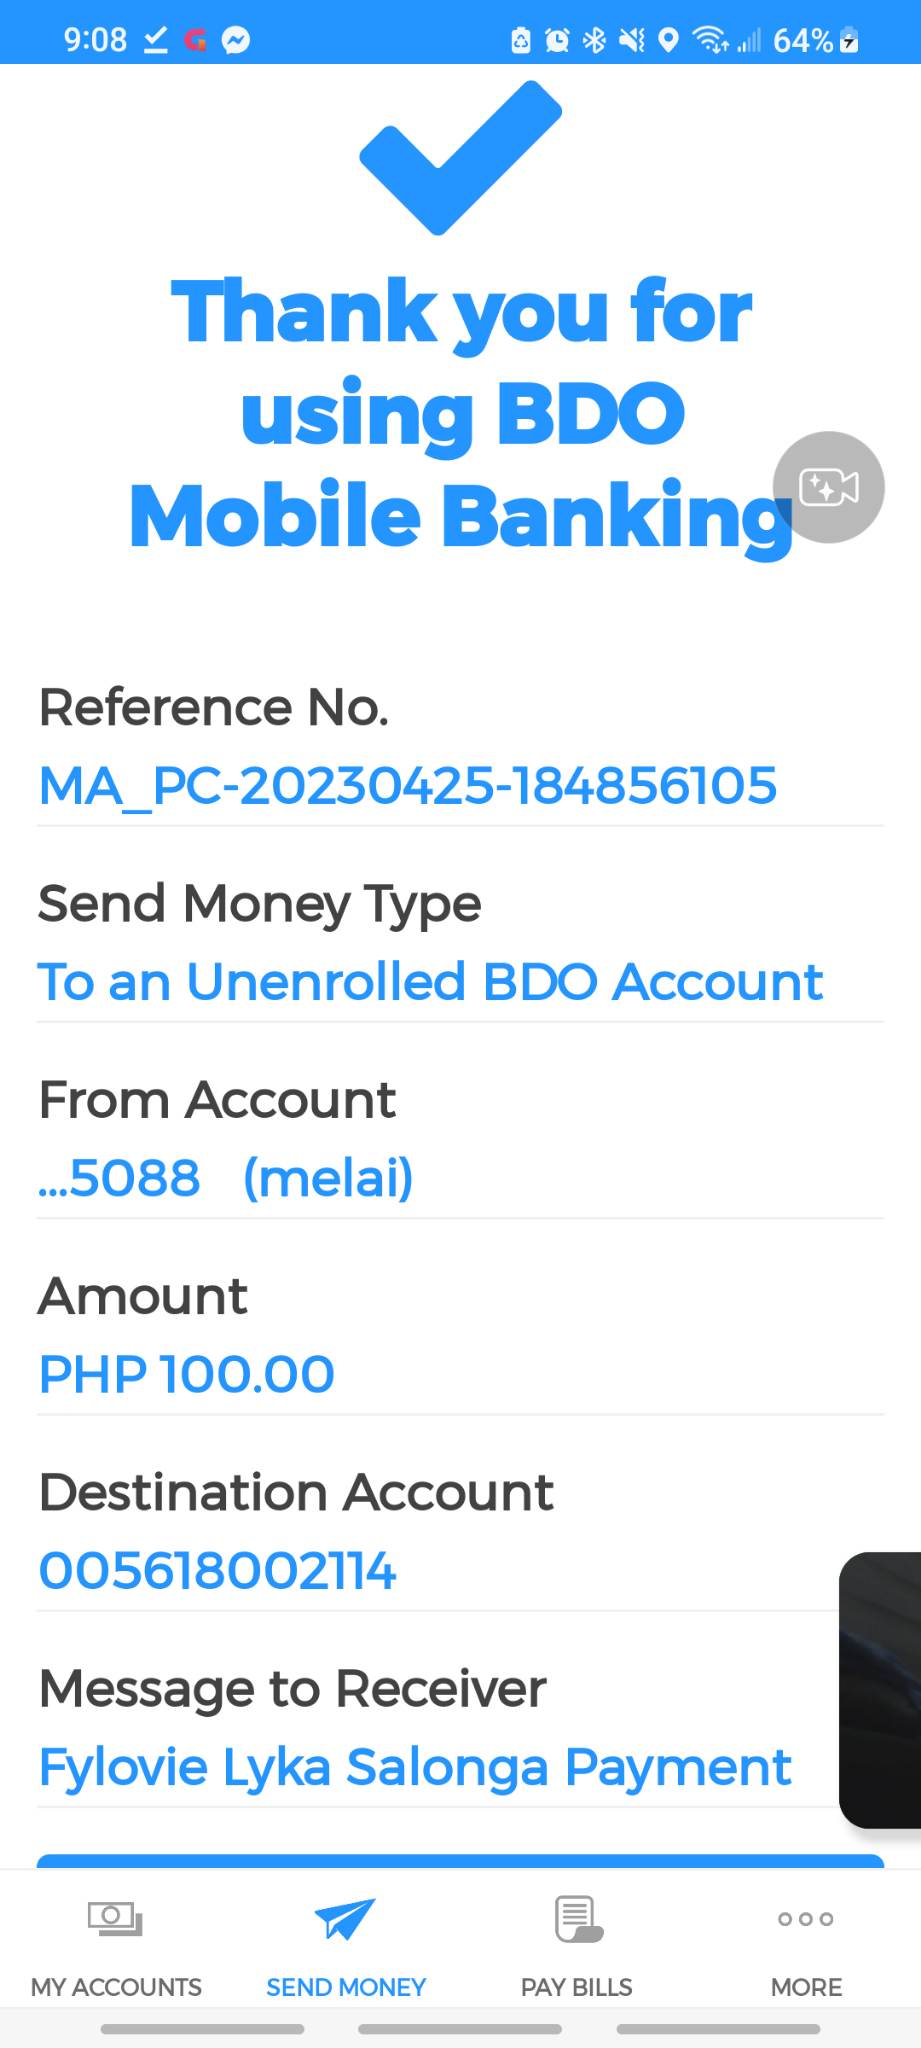 9:08
64%
Thank you for
using BDO
Mobile Banking
Reference No.
MA_PC-20230425-184856105
Send Money Type
To an Unenrolled BDO Account
From Account
...5088 (melai)
Amount
PHP 100.00
Destination Account
005618002114
Message to Receiver
Fylovie Lyka Salonga Payment
MY ACCOUNTS
SEND MONEY
PAY BILLS
MORE